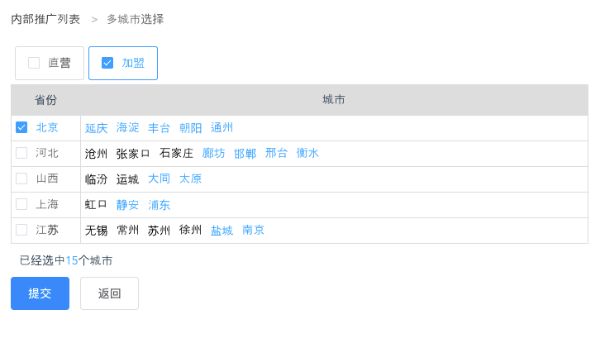 内部推广列表 > 多城市选择
直营 加盟
省份 城市
北京 延庆 海淀 丰台 朝阳 通州
河北 沧州 张家口 石家庄 廊坊 邯郸 邢台 衡水
山西 临汾 运城 大同 太原
上海 虹口 静安 浦东
江苏 无锡 常州 苏州 徐州 盐城 南京
已经选中15个城市
提交 返回